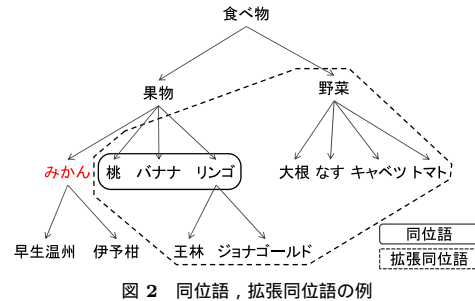 食べ物
果物 野菜
みかん 桃 バナナ リンゴ 大根 なす キャベツ トマト
早生温州 伊予柑 王林 ジョナゴールド
同位語
拡張同位語
図 2 同位語 , 拡張同位語の例